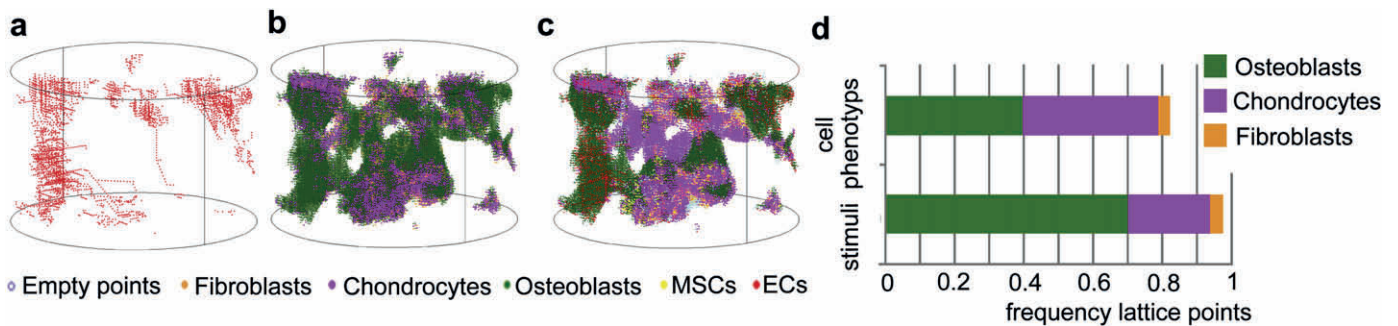 a b c d
Osteoblasts
Chondrocytes
Fibroblasts
cell
phenotyps
stimuli
0 0.2 0.4 0.6 0.8 1
frequency lattice points
Empty points Fibroblasts Chondrocytes Osteoblasts MSCs ECs